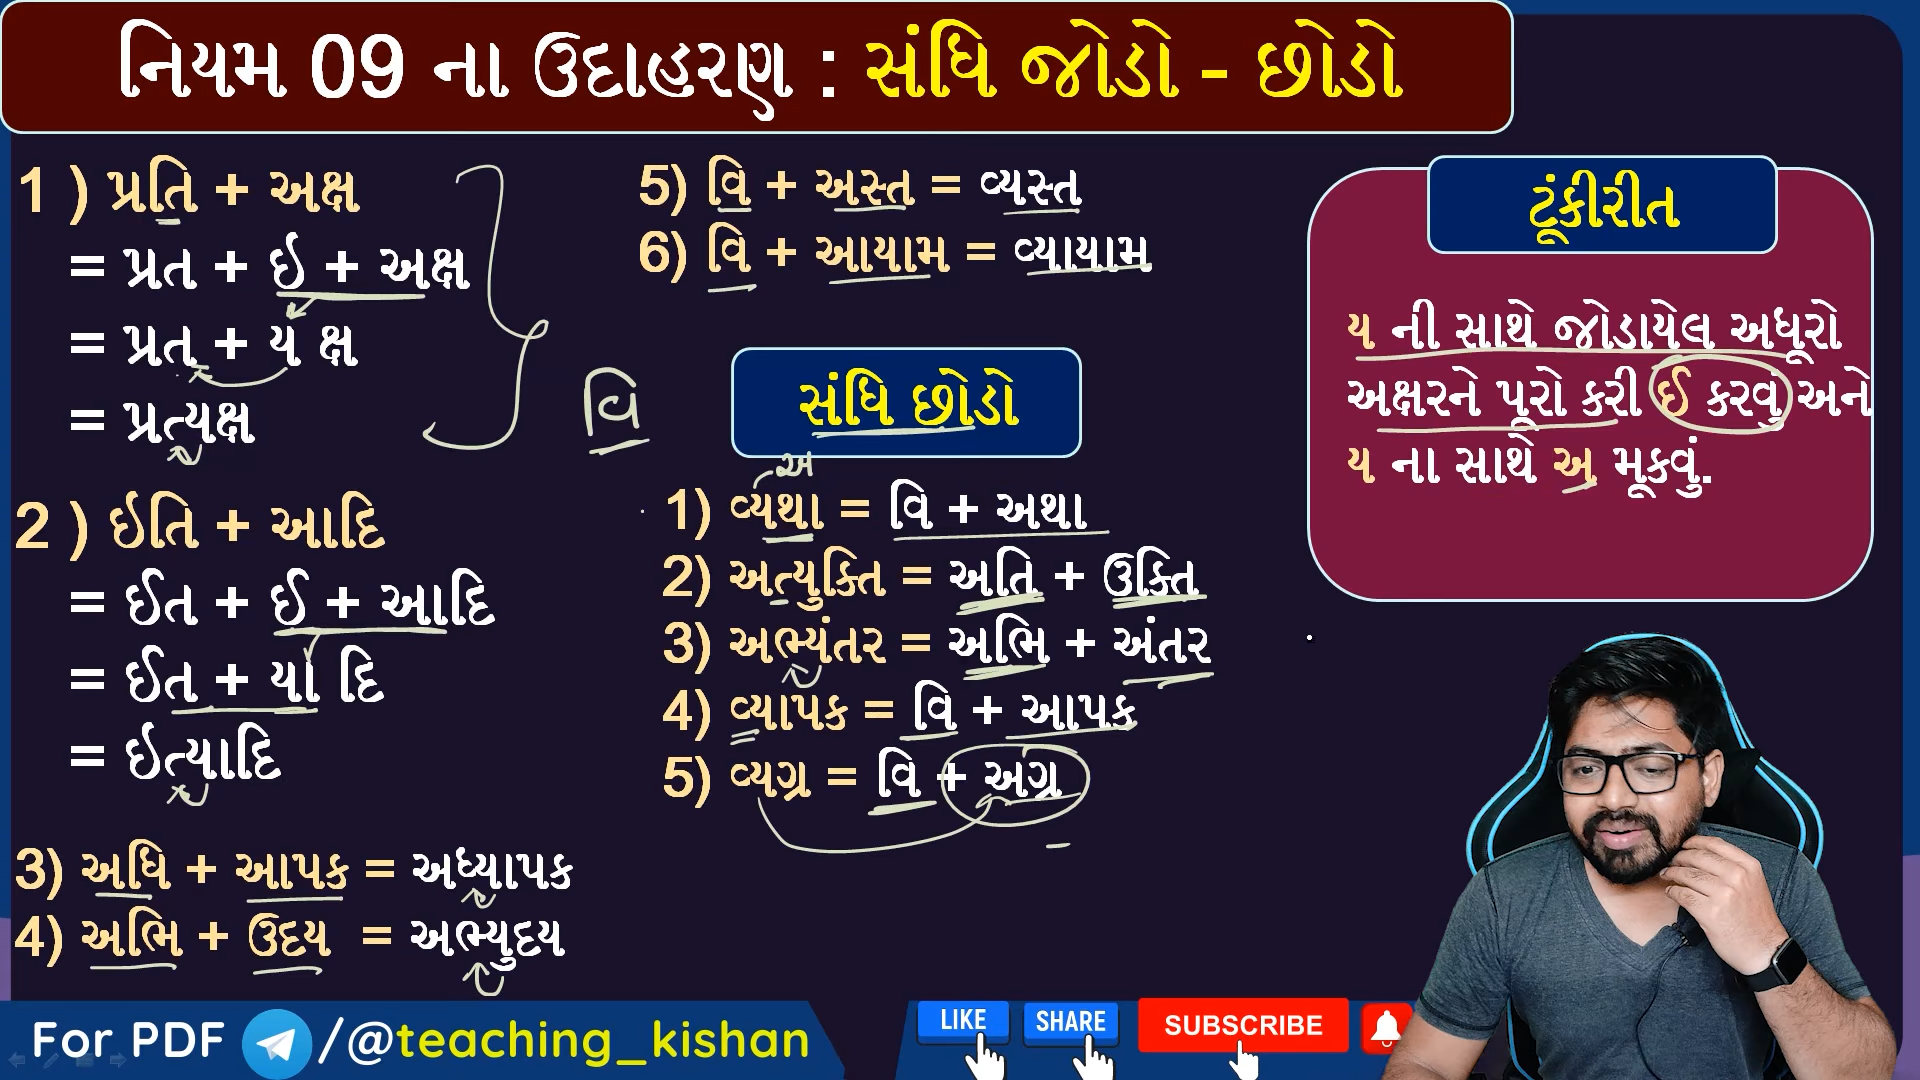 નિયમ 09 ના ઉદાહરણ : સંધિ જોડો - છોડો
1 ) પ્રતિ + અક્ષ
= પ્રત + ઇ + અક્ષ
= પ્રત્ + ય ક્ષ
= પ્રત્યક્ષ
2 ) ઇતિ + આદિ
= ઈત + ઈ + આદિ
= ઈત + યા દિ
= ઇત્યાદિ
3) અધિ + આપક = અધ્યાપક
4) અભિ + ઉદય = અભ્યુદય
5) વિ + અસ્ત = વ્યસ્ત
6) વિ + આયામ = વ્યાયામ
વિ
સંધિ છોડો
અ
1) વ્યથા = વિ + અથા
2) અત્યુક્તિ = અતિ + ઉક્તિ
3) અભ્યંતર = અભિ + અંતર
4) વ્યાપક = વિ + આપક
5) વ્યગ્ર = વિ + અગ્ર
ટૂંકીરીત
ય ની સાથે જોડાયેલ અધૂરો
અક્ષરને પૂરો કરી ઈ કરવું અને
ય ના સાથે અ મૂકવું.
For PDF /@teaching_kishan
LIKE
SHARE
SUBSCRIBE